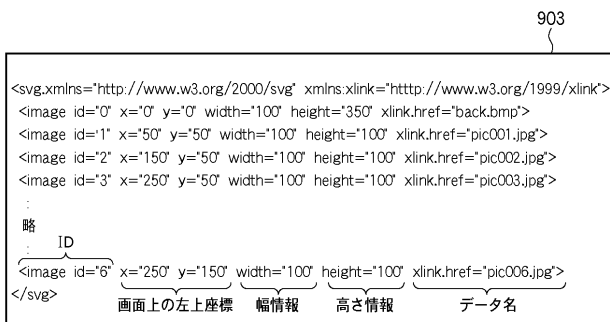 903
<svg.xmlns="http://www.w3.org/2000/svg" xmlns:xlink="htttp://www.w3.org/1999/xlink">
<image id="0" x="0" y="0" width="100" height="350" xlink.href="back.bmp">
<image id="1" x="50" y="50" width="100" height="100" xlink.href="pic001.jpg">
<image id="2" x="150" y="50" width="100" height="100" xlink.href="pic002.jpg">
<image id="3" x="250" y="50" width="100" height="100" xlink.href="pic003.jpg">
:
略
:
ID
<image id="6" x="250" y="150" width="100" height="100" xlink.href="pic006.jpg">
</svg>
画面上の左上座標 幅情報 高さ情報 データ名